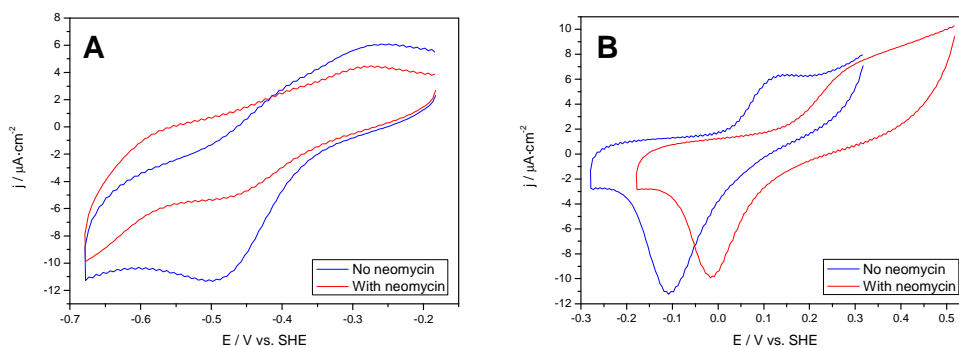 A
j / µA·cm-2
8
6
4
2
0
-2
-4
-6
-8
-10
-12
-0.7 -0.6 -0.5 -0.4 -0.3 -0.2
E / V vs. SHE
No neomycin
With neomycin
B
j / µA·cm-2
10
8
6
4
2
0
-2
-4
-6
-8
-10
-12
-0.3 -0.2 -0.1 0.0 0.1 0.2 0.3 0.4 0.5
E / V vs. SHE
No neomycin
With neomycin